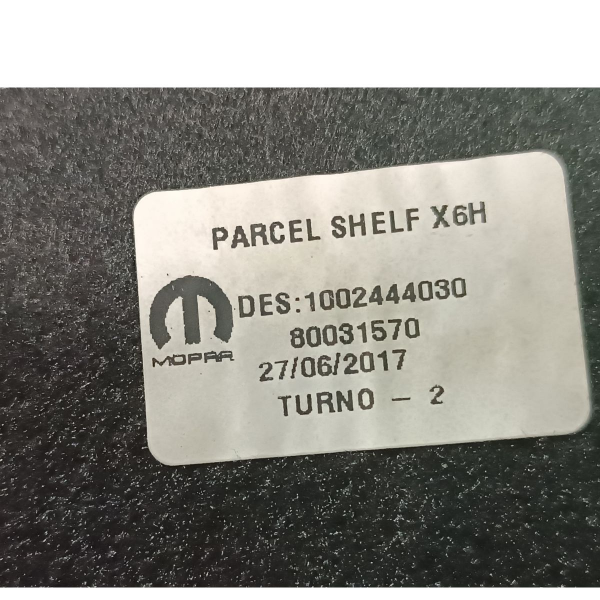 PARCEL SHELF X6H
DES:1002444030
80031570
MOPAR
27/06/2017
TURNO - 2